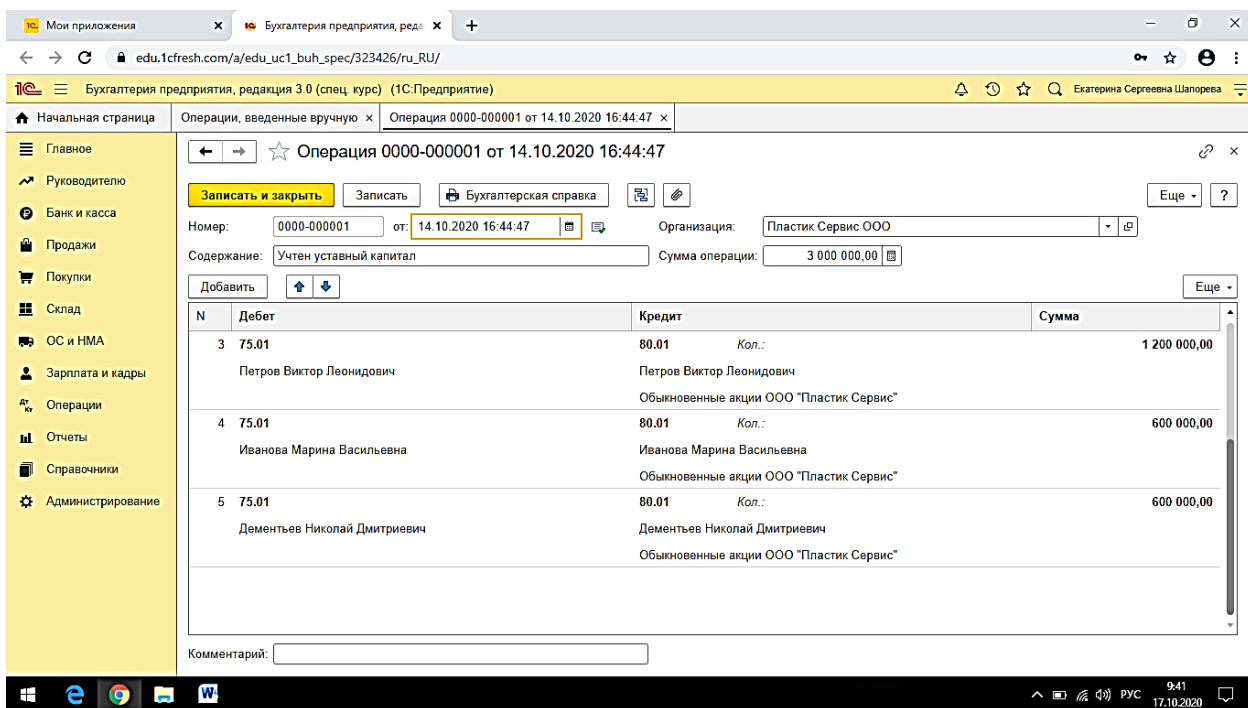 Мои приложения
Бухгалтерия предприятия, реда
edu.1cfresh.com/a/edu_uc1_buh_spec/323426/ru_RU/
Бухгалтерия предприятия, редакция 3.0 (спец. курс) (1С:Предприятие)
Екатерина Сергеевна Шапорева
Начальная страница
Операции, введенные вручную
Операция 0000-000001 от 14.10.2020 16:44:47
Главное
Руководителю
Банк и касса
Продажи
Покупки
Склад
ОС и НМА
Зарплата и кадры
Операции
Отчеты
Справочники
Администрирование
Операция 0000-000001 от 14.10.2020 16:44:47
Записать и закрыть Записать Бухгалтерская справка Еще ?
Номер: 0000-000001 от: 14.10.2020 16:44:47 Организация: Пластик Сервис ООО
Содержание: Учтен уставный капитал Сумма операции: 3 000 000,00
Добавить Еще
N Дебет Кредит Сумма
3 75.01 80.01 Кол.: 1 200 000,00
Петров Виктор Леонидович Петров Виктор Леонидович
Обыкновенные акции ООО "Пластик Сервис"
4 75.01 80.01 Кол.: 600 000,00
Иванова Марина Васильевна Иванова Марина Васильевна
Обыкновенные акции ООО "Пластик Сервис"
5 75.01 80.01 Кол.: 600 000,00
Дементьев Николай Дмитриевич Дементьев Николай Дмитриевич
Обыкновенные акции ООО "Пластик Сервис"
Комментарий:
РУС
9:41
17.10.2020